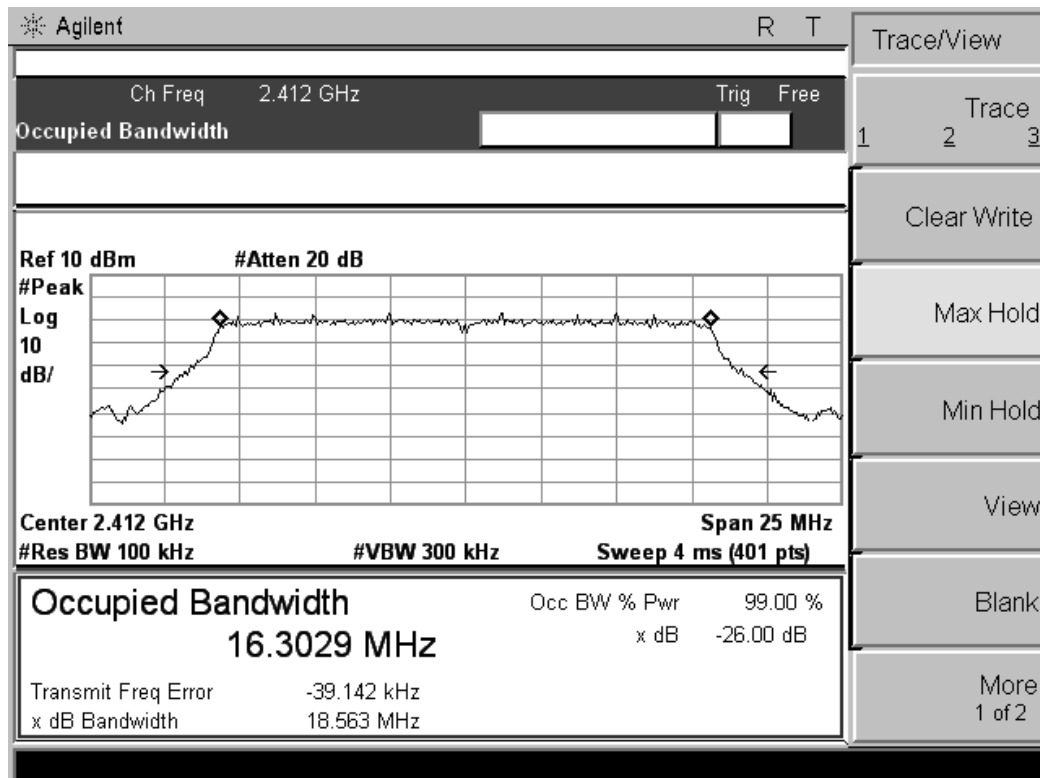 Agilent R T
Ch Freq 2.412 GHz Trig Free
Occupied Bandwidth
Ref 10 dBm #Atten 20 dB
#Peak
Log
10
dB/
Center 2.412 GHz Span 25 MHz
#Res BW 100 kHz #VBW 300 kHz Sweep 4 ms (401 pts)
Occupied Bandwidth
16.3029 MHz
Occ BW % Pwr 99.00 %
x dB -26.00 dB
Transmit Freq Error -39.142 kHz
x dB Bandwidth 18.563 MHz
Trace/View
Trace
1 2 3
Clear Write
Max Hold
Min Hold
View
Blank
More
1 of 2